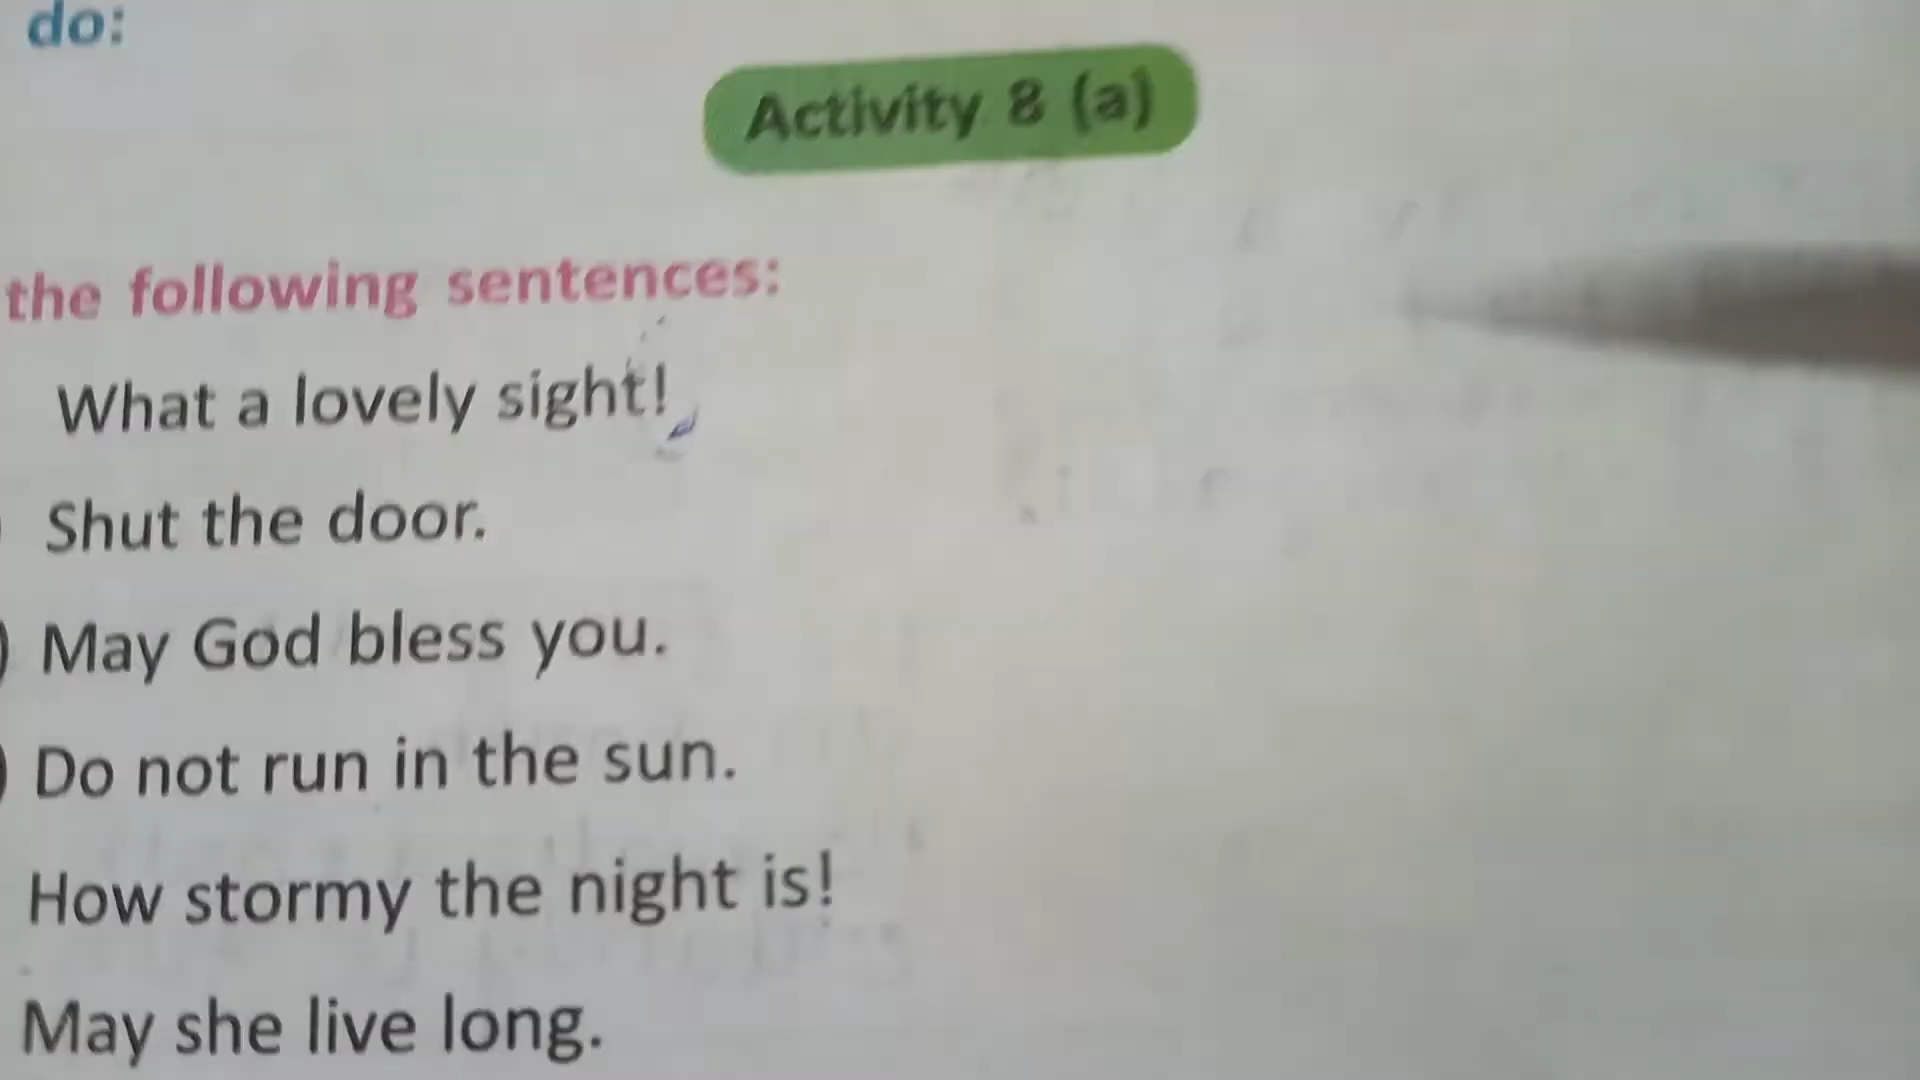 do:
Activity 8 (a)
the following sentences:
What a lovely sight!
Shut the door.
) May God bless you.
) Do not run in the sun.
How stormy the night is!
May she live long.